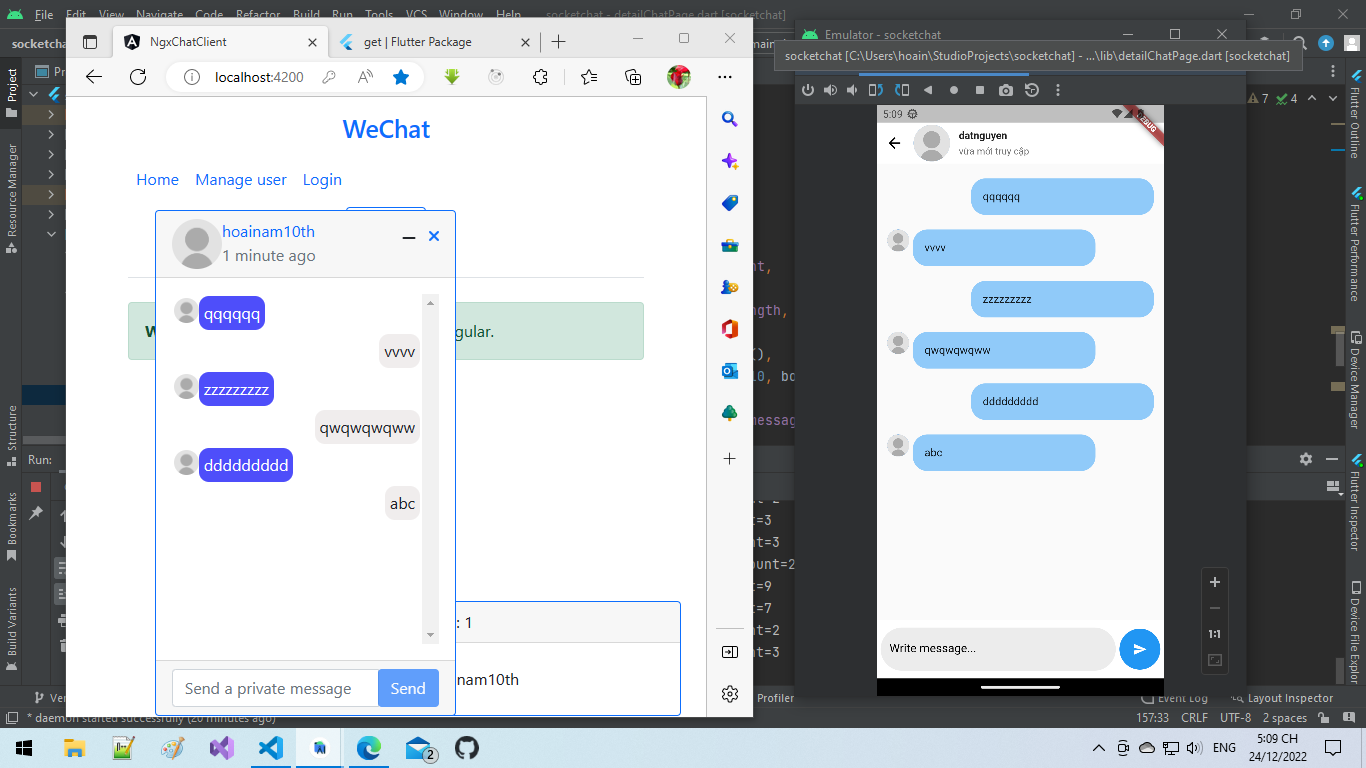 File Edit View Navigate Code Refactor Build Run Tools VCS Window Help socketchat - detailChatPage.dart [socketchat]
NgxChatClient
get | Flutter Package
localhost:4200
WeChat
Home Manage user Login
hoainam10th
1 minute ago
qqqqqq
vvvv
zzzzzzzzz
qwqwqwqww
ddddddddd
abc
gular.
: 1
nam10th
Send a private message
Send
Emulator - socketchat
socketchat [C:\Users\hoain\StudioProjects\socketchat] - ...\lib\detailChatPage.dart [socketchat]
5:09
datnguyen
vừa mới truy cập
qqqqqq
vvvv
zzzzzzzzz
qwqwqwqww
ddddddddd
abc
Write message...
1:1
7 4
Project
Resource Manager
Structure
Bookmarks
Build Variants
Run:
nt,
ngth,
(),
10, bo
messag
t=3
nt=3
ount=2
t=9
t=7
nt=2
nt=3
Flutter Outline
Flutter Performance
Device Manager
Flutter Inspector
Device File Explor
Profiler
Event Log
Layout Inspector
* daemon started successfully (20 minutes ago)
157:33 CRLF UTF-8 2 spaces
2
ENG
5:09 CH
24/12/2022